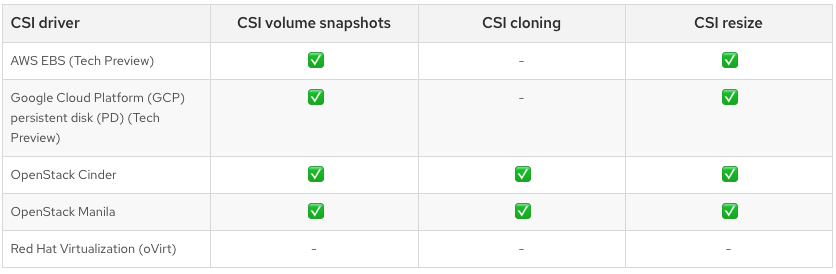 CSI driver CSI volume snapshots CSI cloning CSI resize
AWS EBS (Tech Preview) ✅ - ✅
Google Cloud Platform (GCP) ✅ - ✅
persistent disk (PD) (Tech
Preview)
OpenStack Cinder ✅ ✅ ✅
OpenStack Manila ✅ ✅ ✅
Red Hat Virtualization (oVirt) - - -